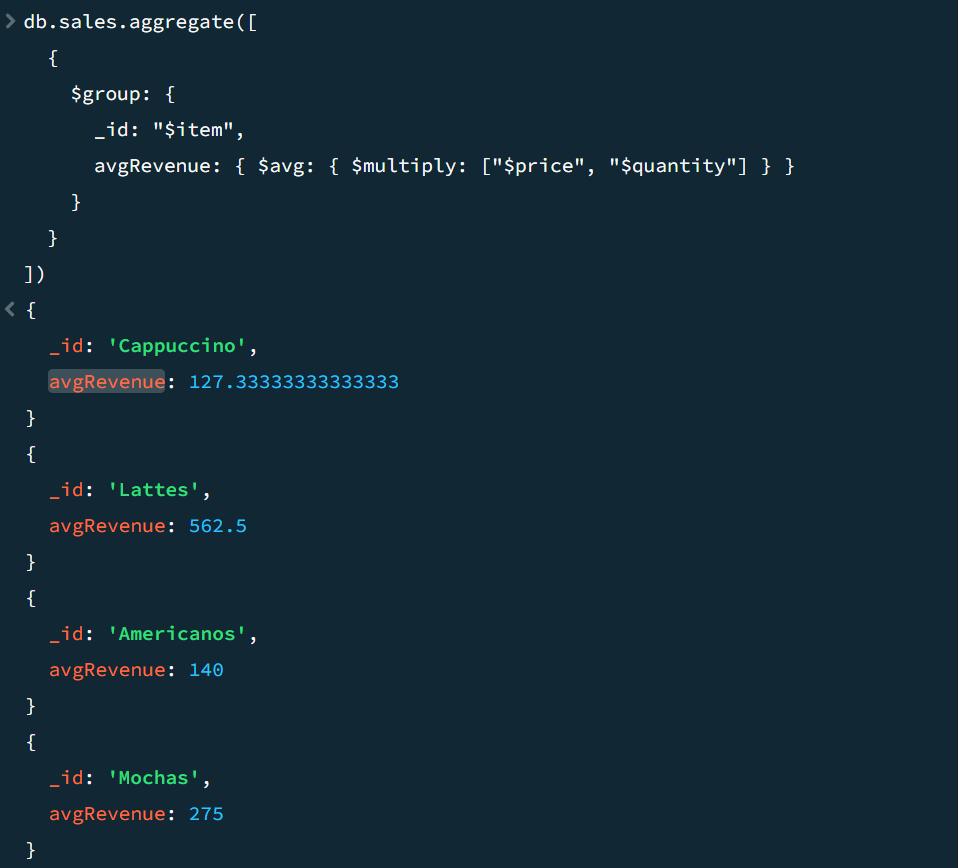 db.sales.aggregate([
{
$group: {
_id: "$item",
avgRevenue: { $avg: { $multiply: ["$price", "$quantity"] } }
}
}
])
{
_id: 'Cappuccino',
avgRevenue: 127.33333333333333
}
{
_id: 'Lattes',
avgRevenue: 562.5
}
{
_id: 'Americanos',
avgRevenue: 140
}
{
_id: 'Mochas',
avgRevenue: 275
}